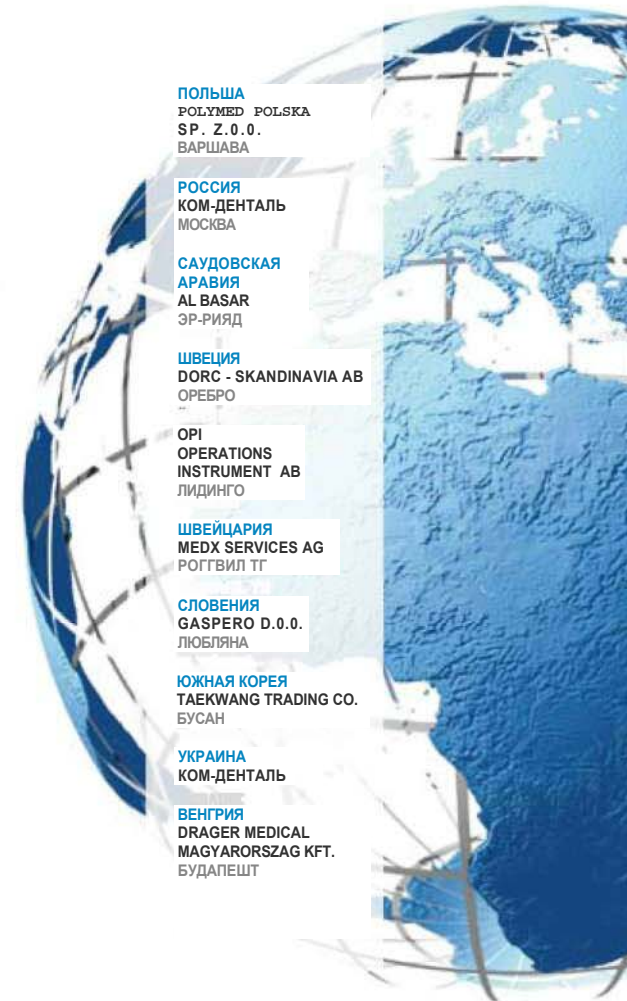 ПОЛЬША
POLYMED POLSKA
SP. Z.0.0.
ВАРШАВА
РОССИЯ
КОМ-ДЕНТАЛЬ
МОСКВА
САУДОВСКАЯ
АРАВИЯ
AL BASAR
ЭР-РИЯД
ШВЕЦИЯ
DORC - SKANDINAVIA AB
ОРЕБРО
OPI
OPERATIONS
INSTRUMENT AB
ЛИДИНГО
ШВЕЙЦАРИЯ
MEDX SERVICES AG
РОГГВИЛ ТГ
СЛОВЕНИЯ
GASPERO D.0.0.
ЛЮБЛЯНА
ЮЖНАЯ КОРЕЯ
TAEKWANG TRADING CO.
БУСАН
УКРАИНА
КОМ-ДЕНТАЛЬ
ВЕНГРИЯ
DRAGER MEDICAL
MAGYARORSZAG KFT.
БУДАПЕШТ